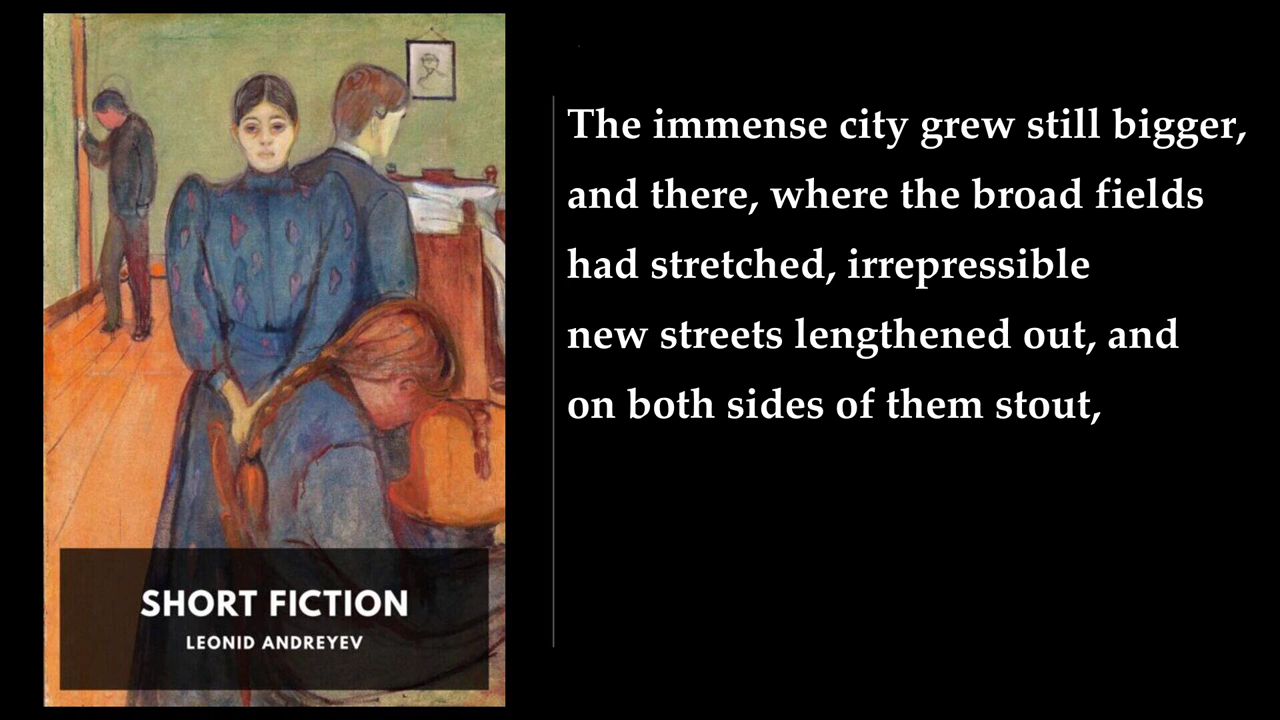 The immense city grew still bigger,
and there, where the broad fields
had stretched, irrepressible
new streets lengthened out, and
on both sides of them stout,
SHORT FICTION
LEONID ANDREYEV